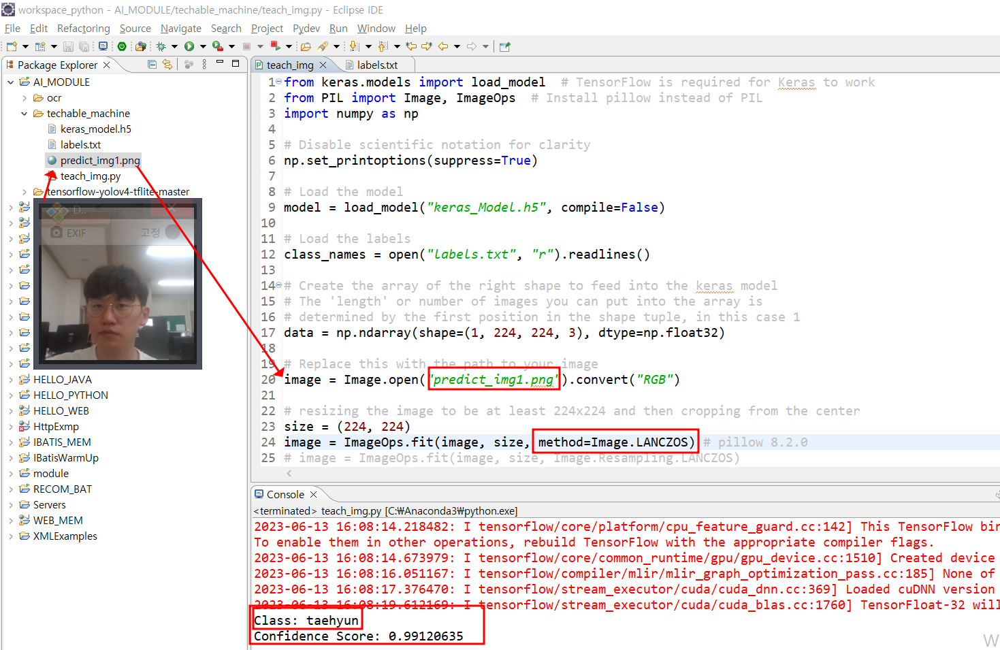 workspace_python - AI_MODULE/techable_machine/teach_img.py - Eclipse IDE
File Edit Refactoring Source Navigate Search Project Pydev Run Window Help
Package Explorer
AI_MODULE
ocr
techable_machine
keras_model.h5
labels.txt
predict_img1.png
teach_img.py
tensorflow-yolov4-tflite-master
D..
EXIF 고정
HELLO_JAVA
HELLO_PYTHON
HELLO_WEB
HttpExmp
IBATIS_MEM
IBatisWarmUp
module
RECOM_BAT
Servers
WEB_MEM
XMLExamples
teach_img labels.txt
1 from keras.models import load_model  # TensorFlow is required for Keras to work
2 from PIL import Image, ImageOps  # Install pillow instead of PIL
3 import numpy as np
4
5 # Disable scientific notation for clarity
6 np.set_printoptions(suppress=True)
7
8 # Load the model
9 model = load_model("keras_Model.h5", compile=False)
10
11 # Load the labels
12 class_names = open("labels.txt", "r").readlines()
13
14 # Create the array of the right shape to feed into the keras model
15 # The 'length' or number of images you can put into the array is
16 # determined by the first position in the shape tuple, in this case 1
17 data = np.ndarray(shape=(1, 224, 224, 3), dtype=np.float32)
18
19 # Replace this with the path to your image
20 image = Image.open("predict_img1.png").convert("RGB")
21
22 # resizing the image to be at least 224x224 and then cropping from the center
23 size = (224, 224)
24 image = ImageOps.fit(image, size, method=Image.LANCZOS) # pillow 8.2.0
25 # image = ImageOps.fit(image, size, Image.Resampling.LANCZOS)
Console
<terminated> teach_img.py [C:₩Anaconda3₩python.exe]
2023-06-13 16:08:14.218482: I tensorflow/core/platform/cpu_feature_guard.cc:142] This TensorFlow bin
To enable them in other operations, rebuild TensorFlow with the appropriate compiler flags.
2023-06-13 16:08:14.673979: I tensorflow/core/common_runtime/gpu/gpu_device.cc:1510] Created device
2023-06-13 16:08:16.051167: I tensorflow/compiler/mlir/mlir_graph_optimization_pass.cc:185] None of
2023-06-13 16:08:17.376470: I tensorflow/stream_executor/cuda/cuda_dnn.cc:369] Loaded cuDNN version
2023-06-13 16:08:19.612169: I tensorflow/stream_executor/cuda/cuda_blas.cc:1760] TensorFloat-32 will
Class: taehyun
Confidence Score: 0.99120635
W